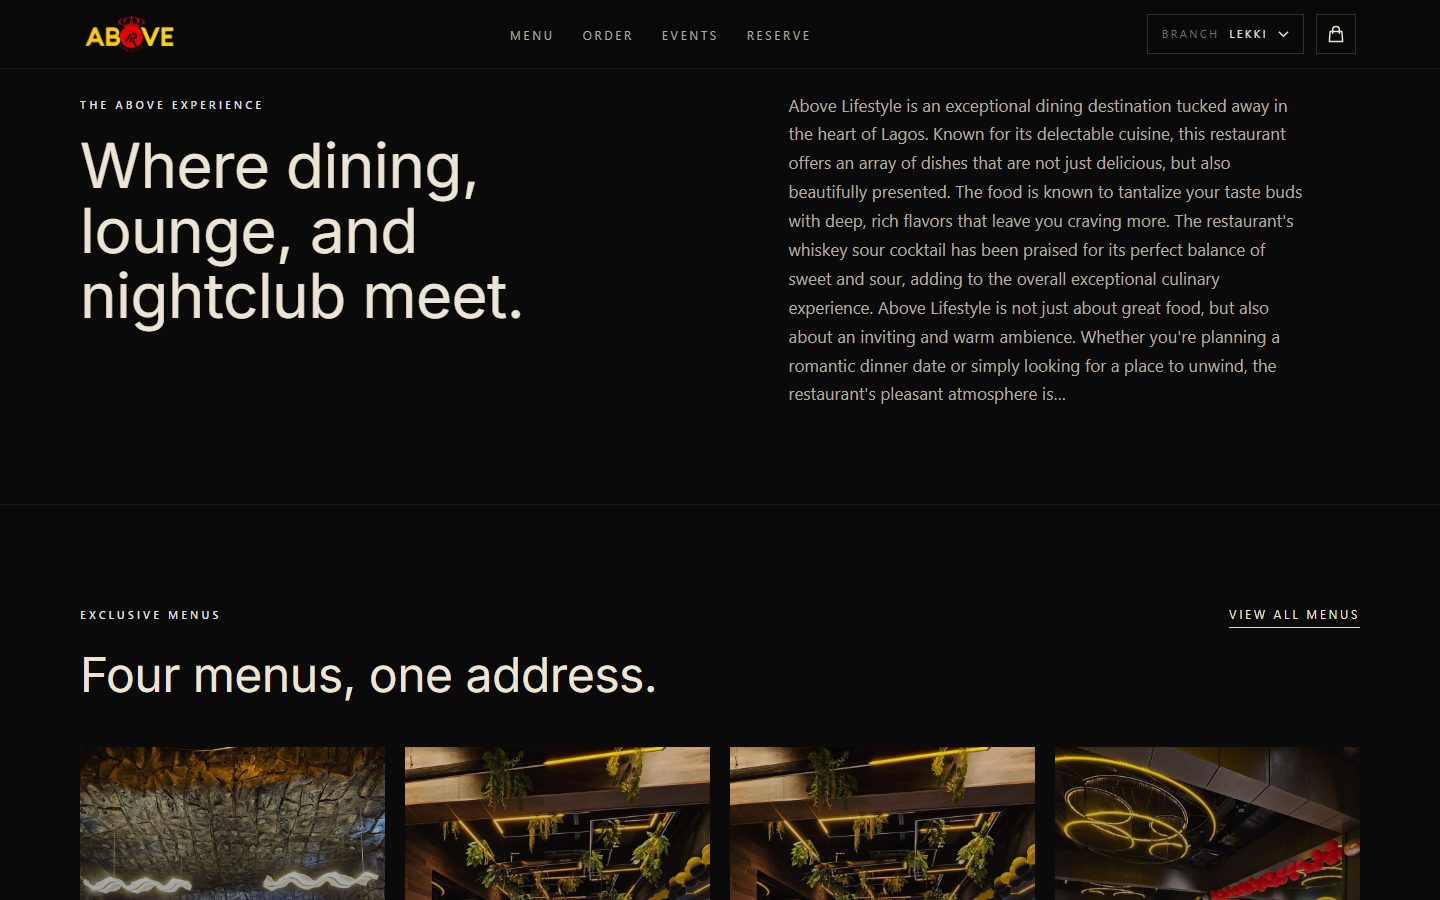 ABOVE
MENU ORDER EVENTS RESERVE
BRANCH LEKKI
THE ABOVE EXPERIENCE
Where dining,
lounge, and
nightclub meet.
Above Lifestyle is an exceptional dining destination tucked away in
the heart of Lagos. Known for its delectable cuisine, this restaurant
offers an array of dishes that are not just delicious, but also
beautifully presented. The food is known to tantalize your taste buds
with deep, rich flavors that leave you craving more. The restaurant's
whiskey sour cocktail has been praised for its perfect balance of
sweet and sour, adding to the overall exceptional culinary
experience. Above Lifestyle is not just about great food, but also
about an inviting and warm ambience. Whether you're planning a
romantic dinner date or simply looking for a place to unwind, the
restaurant's pleasant atmosphere is...
EXCLUSIVE MENUS
VIEW ALL MENUS
Four menus, one address.